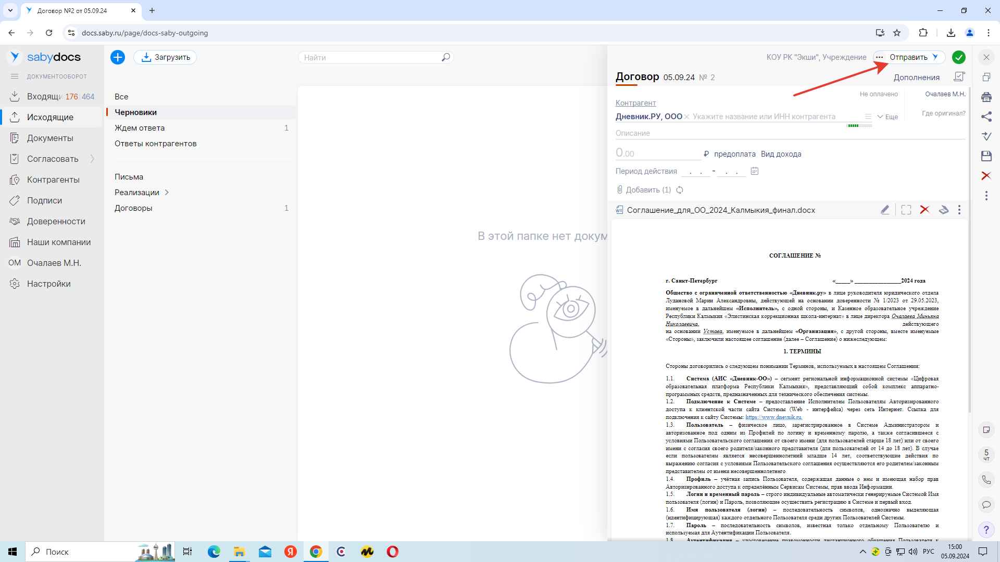 Договор №2 от 05.09.24
docs.saby.ru/page/docs-saby-outgoing
sabydocs
ДОКУМЕНТООБОРОТ
Входящи 176 464
Исходящие
Документы
Согласовать
Контрагенты
Подписи
Доверенности
Наши компании
ОМ Очалаев М.Н.
Настройки
Загрузить
Найти
Все
Черновики
Ждем ответа 1
Ответы контрагентов
Письма
Реализации
Договоры 1
В этой папке нет докум
КОУ РК "Экши", Учреждение
Отправить
Договор 05.09.24 № 2
Дополнения
Не оплачено
Очалаев М.Н.
Контрагент
Где оригинал?
Дневник.РУ, ООО Укажите название или ИНН контрагента
Еще
Описание
0.00 ₽ предоплата Вид дохода
Период действия . . - . .
Добавить (1)
Соглашение_для_ОО_2024_Калмыкия_финал.docx
СОГЛАШЕНИЕ №
г. Санкт-Петербург «_____» ________________2024 года
Общество с ограниченной ответственностью «Дневник.ру» в лице руководителя юридического отдела
Лудановой Марии Александровны, действующей на основании доверенности № 1/2023 от 29.05.2023,
именуемое в дальнейшем «Исполнитель», с одной стороны, и Казенное образовательное учреждение
Республики Калмыкия «Элистинская коррекционная школа-интернат» в лице директора Очалаева Миньяна
Николаевича, действующего
на основании Устава, именуемое в дальнейшем «Организация», с другой стороны, вместе именуемые
«Стороны», заключили настоящее соглашение (далее – Соглашение) о нижеследующем:
1. ТЕРМИНЫ
Стороны договорились о следующем понимании Терминов, используемых в настоящем Соглашении:
1.1. Система (АИС «Дневник-ОО») – сегмент региональной информационной системы «Цифровая
образовательная платформа Республики Калмыкия», представляющий собой комплекс аппаратно-
программных средств, предназначенных для технического обеспечения системы.
1.2. Подключение к Системе – предоставление Исполнителем Пользователям Авторизированного
доступа к клиентской части сайта Системы (Web - интерфейса) через сеть Интернет. Ссылка для
подключения к сайту Системы: https://www.dnevnik.ru.
1.3. Пользователь – физическое лицо, зарегистрированное в Системе Администратором и
авторизованное под одним из Профилей по логину и временному паролю, а также согласившееся с
условиями Пользовательского соглашения от своего имени (для пользователей старше 18 лет) или от своего
имени с согласия своего родителя/законного представителя (для пользователей от 14 до 18 лет). В случае
если пользователем является несовершеннолетний младше 14 лет, соответствующие действия по
выражению согласия с условиями Пользовательского соглашения осуществляются его родителем/законным
представителем от имени несовершеннолетнего
1.4. Профиль – учётная запись Пользователя, содержащая данные о нем и имеющая набор прав
Авторизированного доступа к определённым Сервисам Системы, прав ввода Информации.
1.5. Логин и временный пароль – строго индивидуальные автоматически генерируемые Системой Имя
пользователя (логин) и Пароль, позволяющие осуществить регистрацию в Системе и первый вход.
1.6. Имя пользователя (логин) – последовательность символов, однозначно выделяющая
(идентифицирующая) каждого отдельного Пользователя среди других Пользователей Системы.
1.7. Пароль – последовательность символов, известная только отдельному Пользователю и
используемая для Аутентификации Пользователя.
1.8. Аутентификация – удостоверение правомочности дистанционного обращения Пользователя к
5
чт
?
Поиск
РУС
15:00
05.09.2024